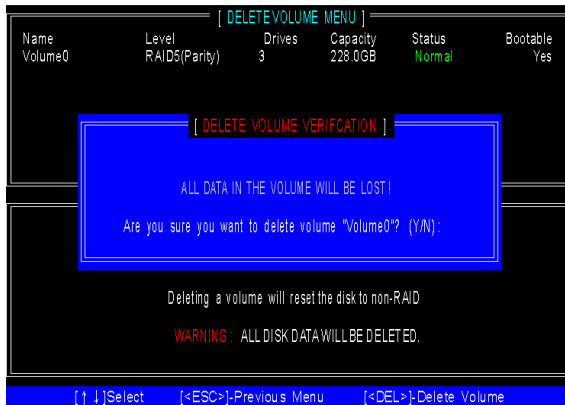 [ DELETE VOLUME MENU ]
Name Level Drives Capacity Status Bootable
Volume0 RAID5(Parity) 3 228.0GB Normal Yes
[ DELETE VOLUME VERIFCATION ]
ALL DATA IN THE VOLUME WILL BE LOST!
Are you sure you want to delete volume "Volume0"? (Y/N):
Deleting a volume will reset the disk to non-RAID
WARNING: ALL DISK DATA WILL BE DELETED.
[↑↓]Select [<ESC>]-Previous Menu [<DEL>]-Delete Volume